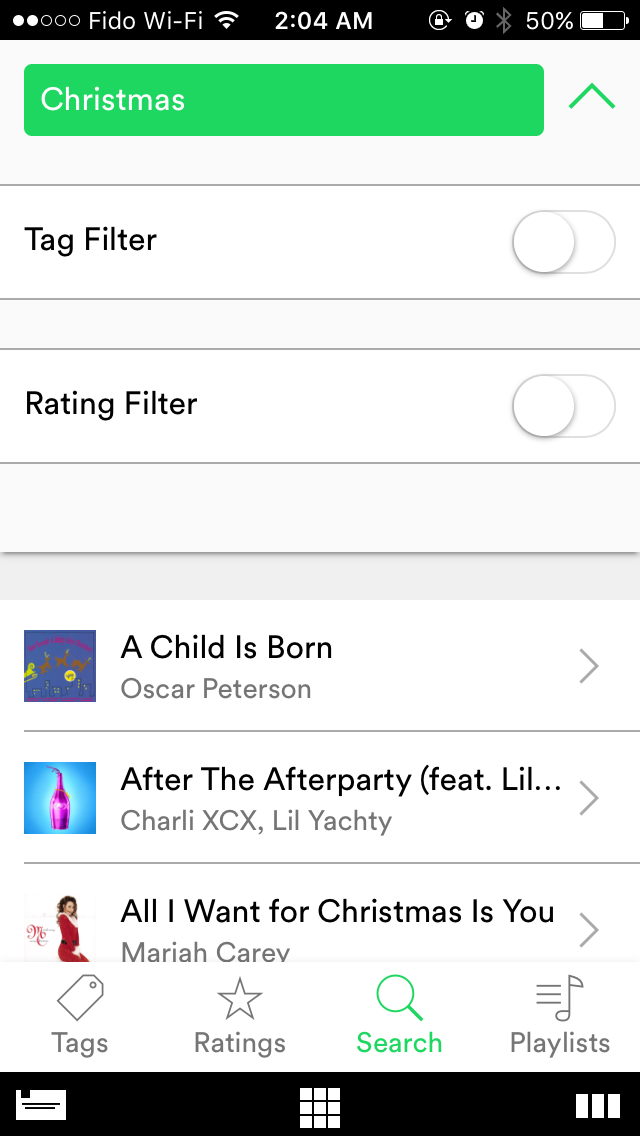 Fido Wi-Fi 2:04 AM 50%
Christmas
Tag Filter
Rating Filter
A Child Is Born
Oscar Peterson
After The Afterparty (feat. Lil...
Charli XCX, Lil Yachty
All I Want for Christmas Is You
Mariah Carey
Tags Ratings Search Playlists